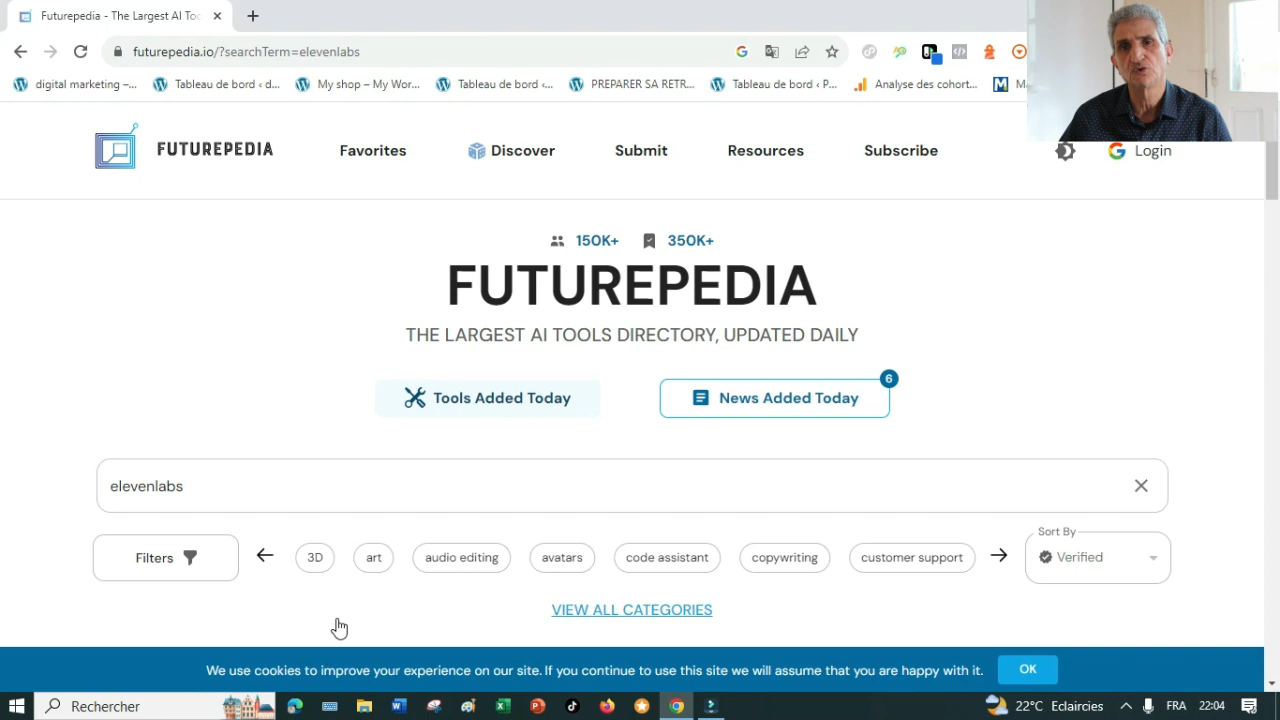 Futurepedia - The Largest AI Too
futurepedia.io/?searchTerm=elevenlabs
digital marketing –... Tableau de bord ‹ d... My shop – My Wor... Tableau de bord ‹... PREPARER SA RETR... Tableau de bord ‹ P... Analyse des cohort... Ma
FUTUREPEDIA Favorites Discover Submit Resources Subscribe Login
150K+ 350K+
FUTUREPEDIA
THE LARGEST AI TOOLS DIRECTORY, UPDATED DAILY
6
Tools Added Today News Added Today
elevenlabs
Sort By
Filters 3D art audio editing avatars code assistant copywriting customer support Verified
VIEW ALL CATEGORIES
We use cookies to improve your experience on our site. If you continue to use this site we will assume that you are happy with it. OK
Rechercher 22°C Eclaircies FRA 22:04